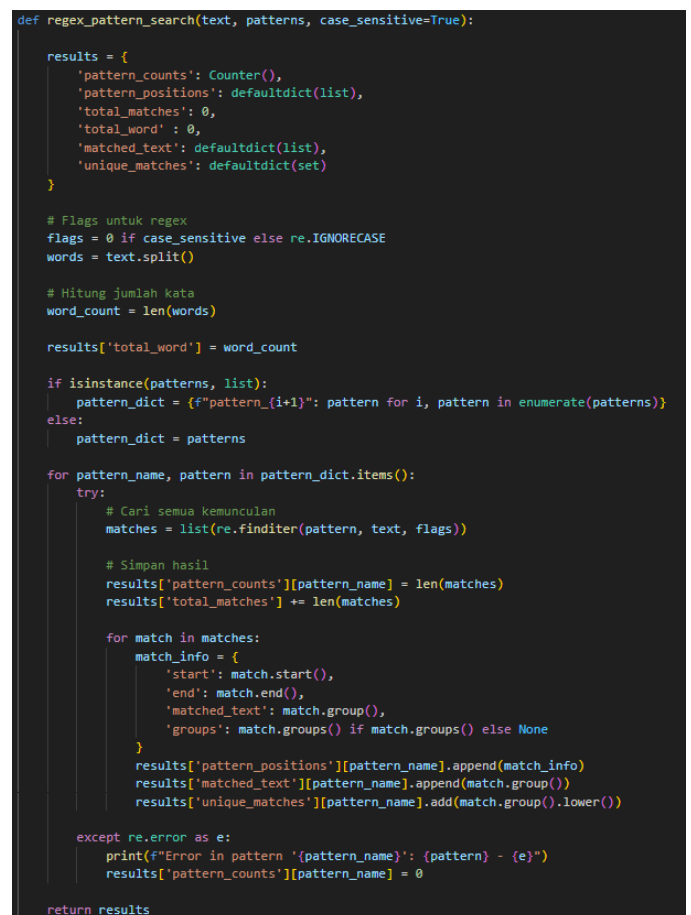 def regex_pattern_search(text, patterns, case_sensitive=True):
    results = {
        'pattern_counts': Counter(),
        'pattern_positions': defaultdict(list),
        'total_matches': 0,
        'total_word' : 0,
        'matched_text': defaultdict(list),
        'unique_matches': defaultdict(set)
    }
    # Flags untuk regex
    flags = 0 if case_sensitive else re.IGNORECASE
    words = text.split()
    # Hitung jumlah kata
    word_count = len(words)
    results['total_word'] = word_count
    if isinstance(patterns, list):
        pattern_dict = {f"pattern_{i+1}": pattern for i, pattern in enumerate(patterns)}
    else:
        pattern_dict = patterns
    for pattern_name, pattern in pattern_dict.items():
        try:
            # Cari semua kemunculan
            matches = list(re.finditer(pattern, text, flags))
            # Simpan hasil
            results['pattern_counts'][pattern_name] = len(matches)
            results['total_matches'] += len(matches)
            for match in matches:
                match_info = {
                    'start': match.start(),
                    'end': match.end(),
                    'matched_text': match.group(),
                    'groups': match.groups() if match.groups() else None
                }
                results['pattern_positions'][pattern_name].append(match_info)
                results['matched_text'][pattern_name].append(match.group())
                results['unique_matches'][pattern_name].add(match.group().lower())
        except re.error as e:
            print(f"Error in pattern '{pattern_name}': {pattern} - {e}")
            results['pattern_counts'][pattern_name] = 0
    return results